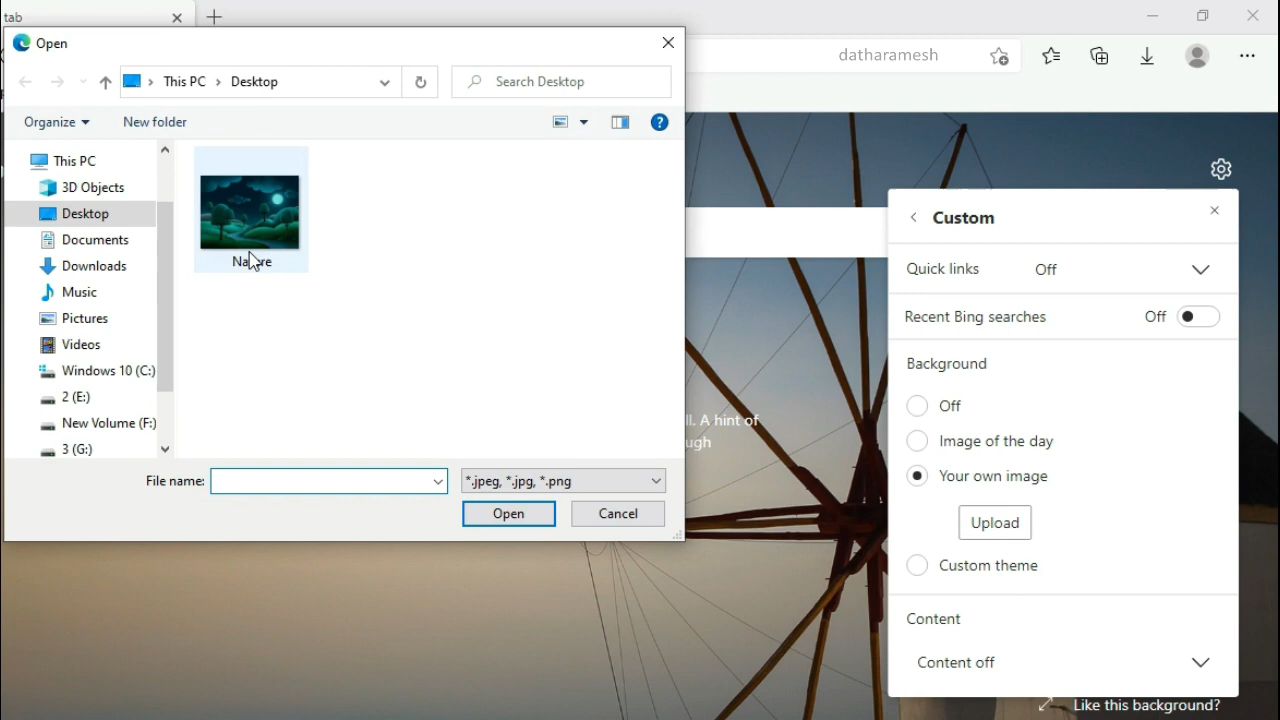 tab
Open
datharamesh
This PC
Desktop
Search Desktop
Organize
New folder
This PC
3D Objects
Desktop
Documents
Downloads
Music
Pictures
Videos
Windows 10 (C:)
2 (E:)
New Volume (F:)
3 (G:)
File name:
*.jpeg, *.jpg, *.png
Open
Cancel
ll. A hint of
ugh
Custom
Quick links Off
Recent Bing searches Off
Background
Off
Image of the day
Your own image
Upload
Custom theme
Content
Content off
Like this background?